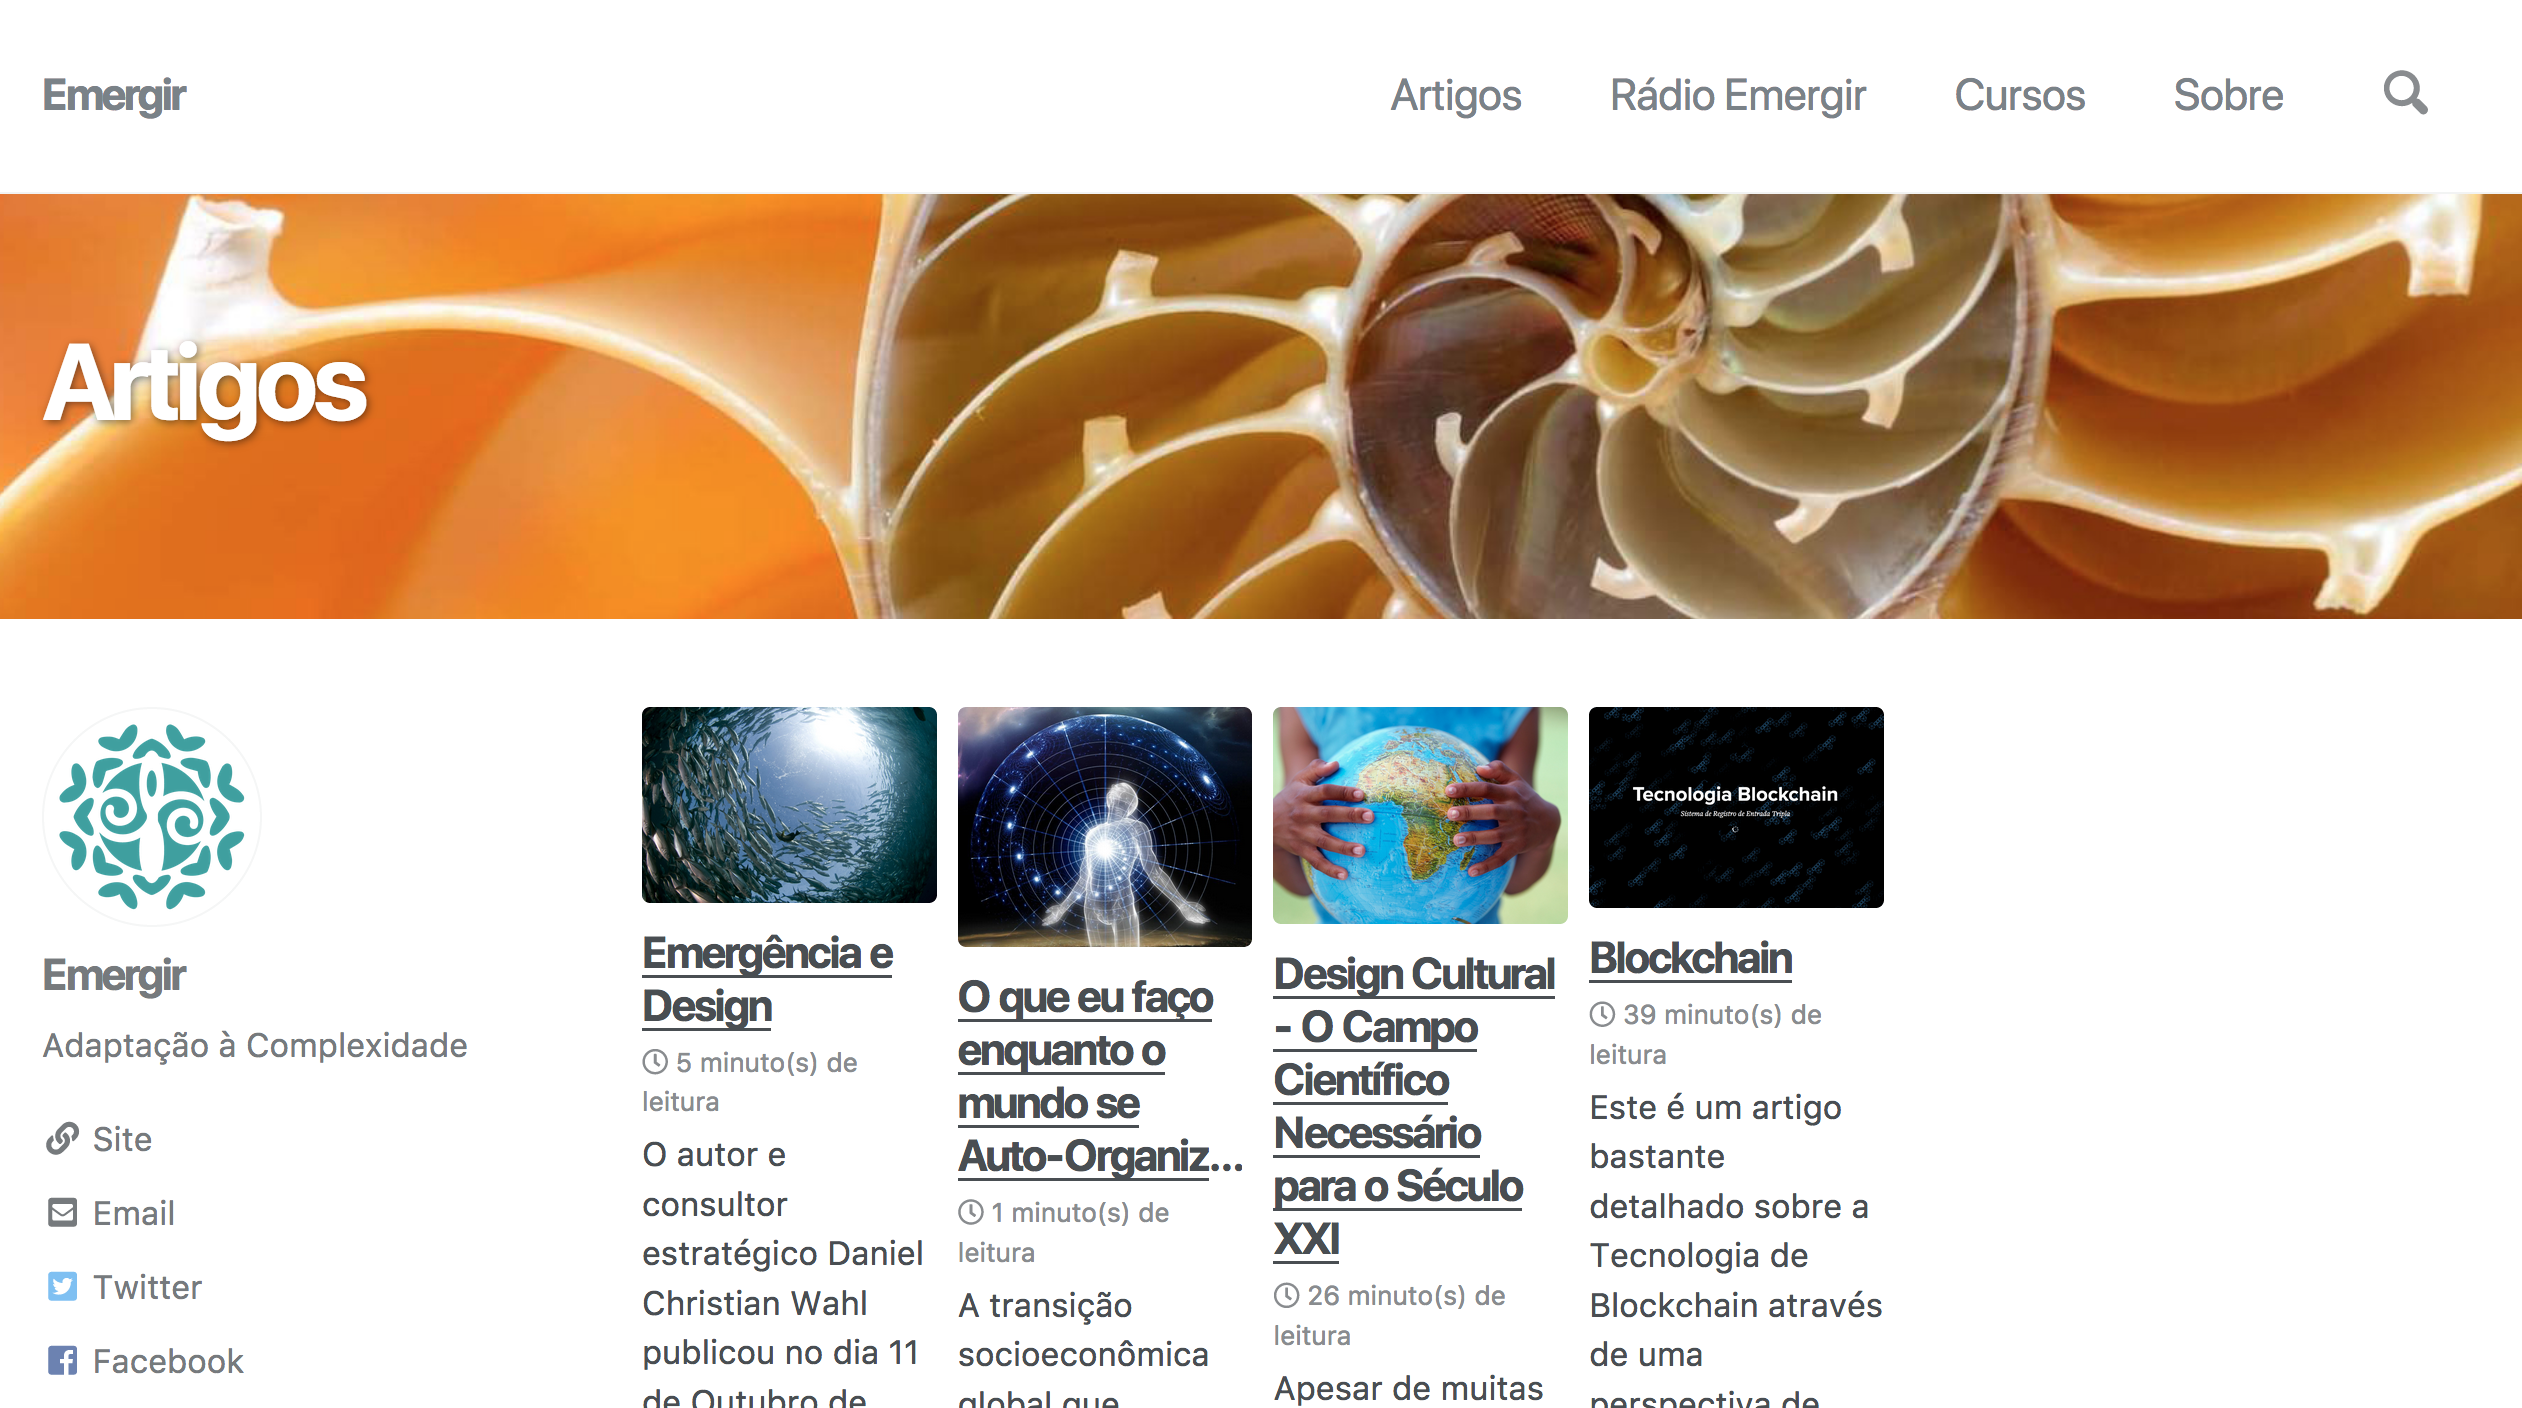 Emergir
Artigos
Rádio Emergir
Cursos
Sobre
Artigos
Emergir
Adaptação à Complexidade
Site
Email
Twitter
Facebook
Emergência e
Design
5 minuto(s) de
leitura
O autor e
consultor
estratégico Daniel
Christian Wahl
publicou no dia 11
de Outubro de
O que eu faço
enquanto o
mundo se
Auto-Organiz...
1 minuto(s) de
leitura
A transição
socioeconômica
global que
Design Cultural
- O Campo
Científico
Necessário
para o Século
XXI
26 minuto(s) de
leitura
Apesar de muitas
Tecnologia Blockchain
Sistema de Registro de Entrada Tripla
Blockchain
39 minuto(s) de
leitura
Este é um artigo
bastante
detalhado sobre a
Tecnologia de
Blockchain através
de uma
perspectiva de